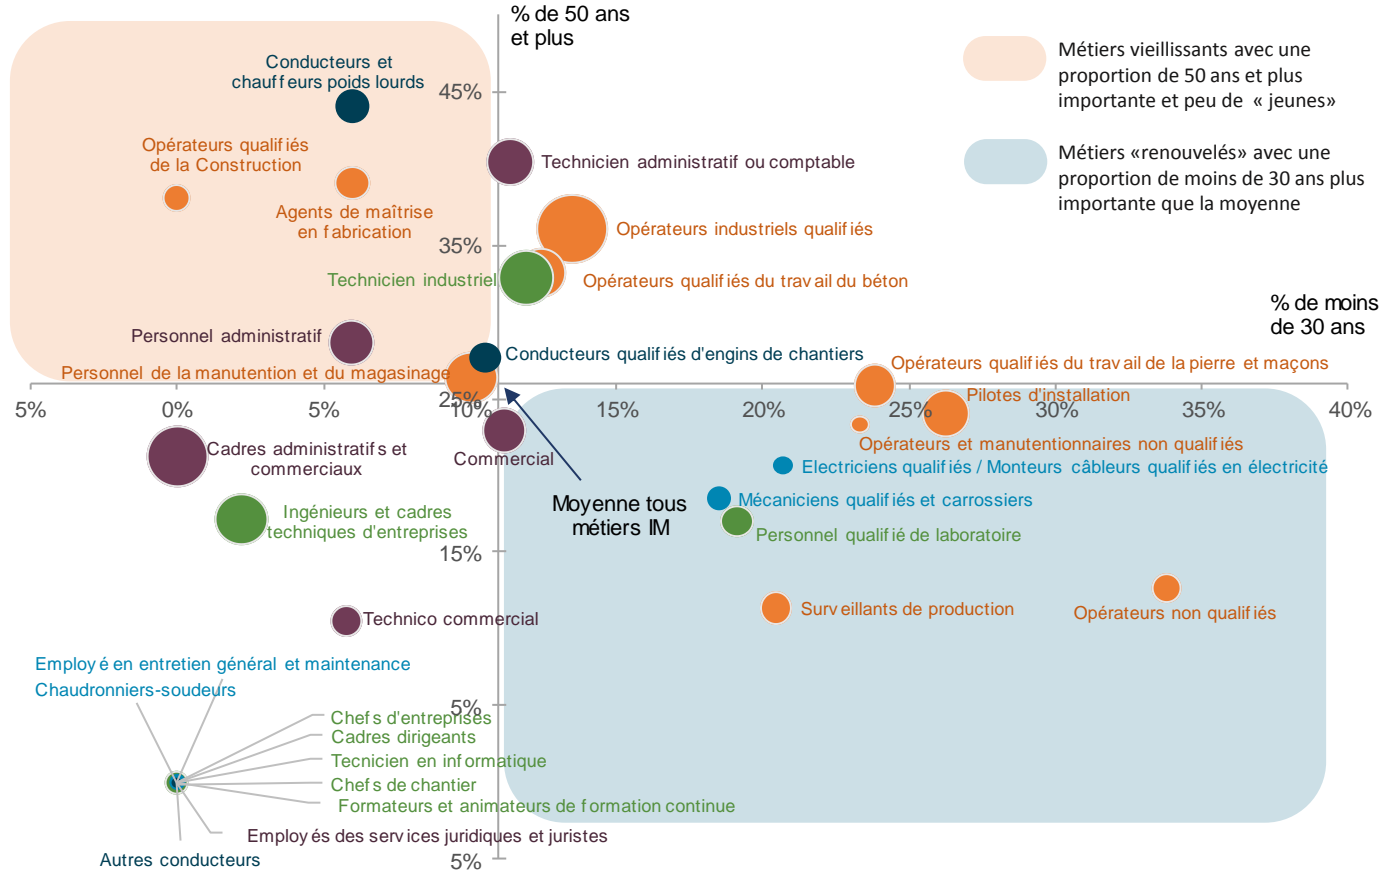 % de 50 ans
et plus
Métiers vieillissants avec une
proportion de 50 ans et plus
importante et peu de « jeunes»
Métiers «renouvelés» avec une
proportion de moins de 30 ans plus
importante que la moyenne
Conducteurs et
chauffeurs poids lourds
45%
Opérateurs qualifiés
de la Construction
Technicien administratif ou comptable
Agents de maîtrise
en fabrication
Opérateurs industriels qualifiés
35%
Technicien industriel
Opérateurs qualifiés du travail du béton
% de moins
de 30 ans
Personnel administratif
Conducteurs qualifiés d'engins de chantiers
Opérateurs qualifiés du travail de la pierre et maçons
Personnel de la manutention et du magasinage
Pilotes d'installation
25%
5%
0%
5%
10%
15%
20%
25%
30%
35%
40%
Opérateurs et manutentionnaires non qualifiés
Cadres administratifs et
commerciaux
Commercial
Electriciens qualifiés / Monteurs câbleurs qualifiés en électricité
Moyenne tous
métiers IM
Mécaniciens qualifiés et carrossiers
Ingénieurs et cadres
techniques d'entreprises
Personnel qualifié de laboratoire
15%
Surveillants de production
Opérateurs non qualifiés
Technico commercial
Employé en entretien général et maintenance
Chaudronniers-soudeurs
5%
Chefs d'entreprises
Cadres dirigeants
Tecnicien en informatique
Chefs de chantier
Formateurs et animateurs de formation continue
Employés des services juridiques et juristes
Autres conducteurs
5%